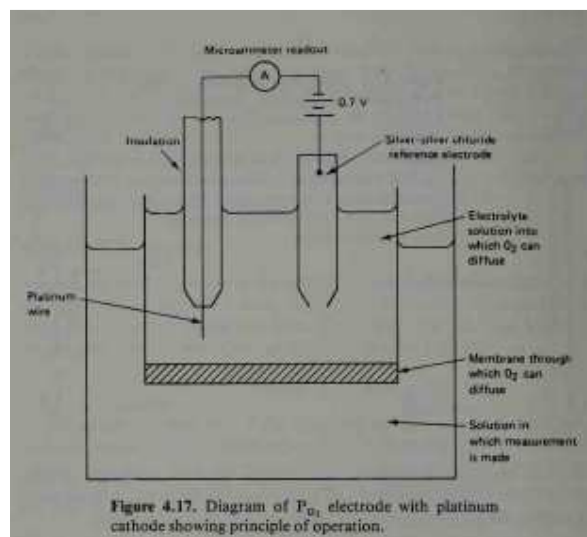 Microammeter readout
A
0.7 V
Insulation
Silver-silver chloride
reference electrode
Electrolyte
solution into
which O₂ can
diffuse
Platinum
wire
Membrane through
which O₂ can
diffuse
Solution in
which measurement
is made
Figure 4.17. Diagram of P_O₂ electrode with platinum
cathode showing principle of operation.